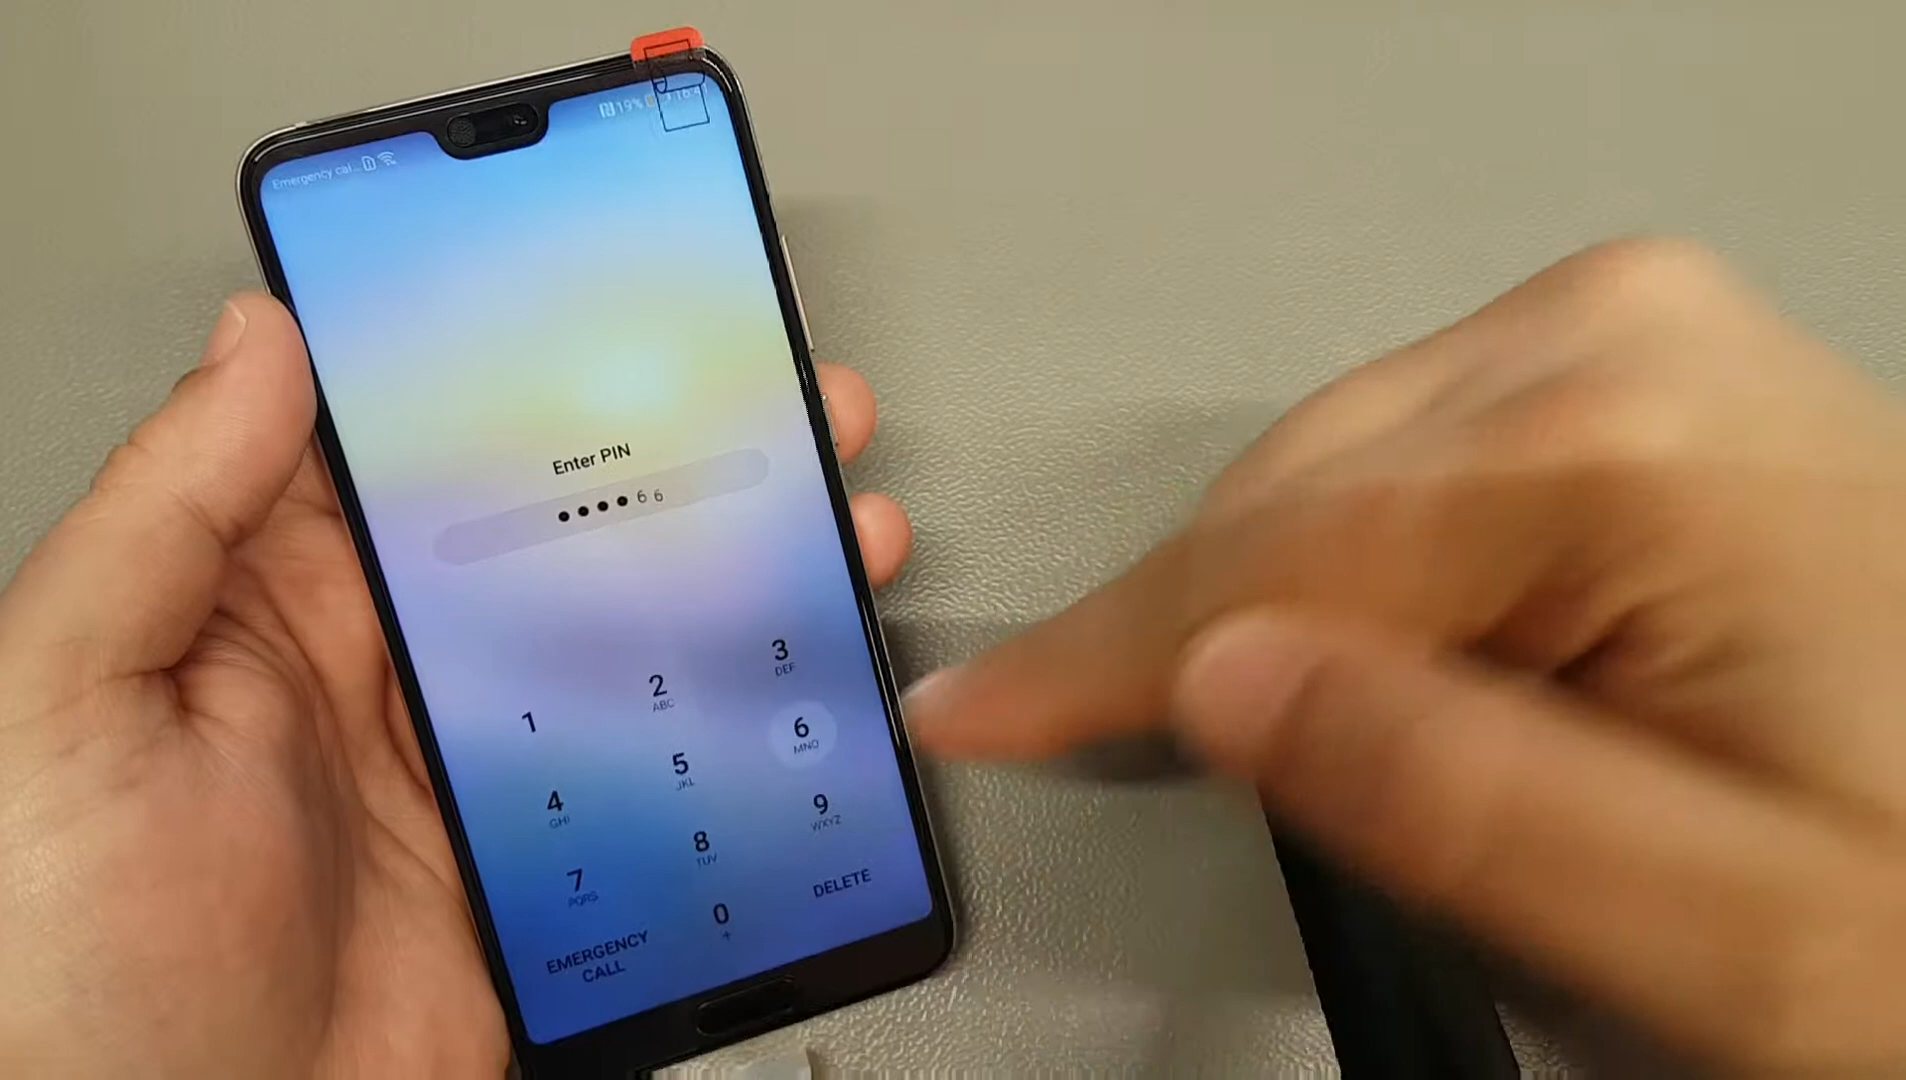 Emergency cal...
19%
Enter PIN
●●●●6 6
1
2
ABC
3
DEF
4
GHI
5
JKL
6
MNO
7
PQRS
8
TUV
9
WXYZ
EMERGENCY
CALL
0
+
DELETE